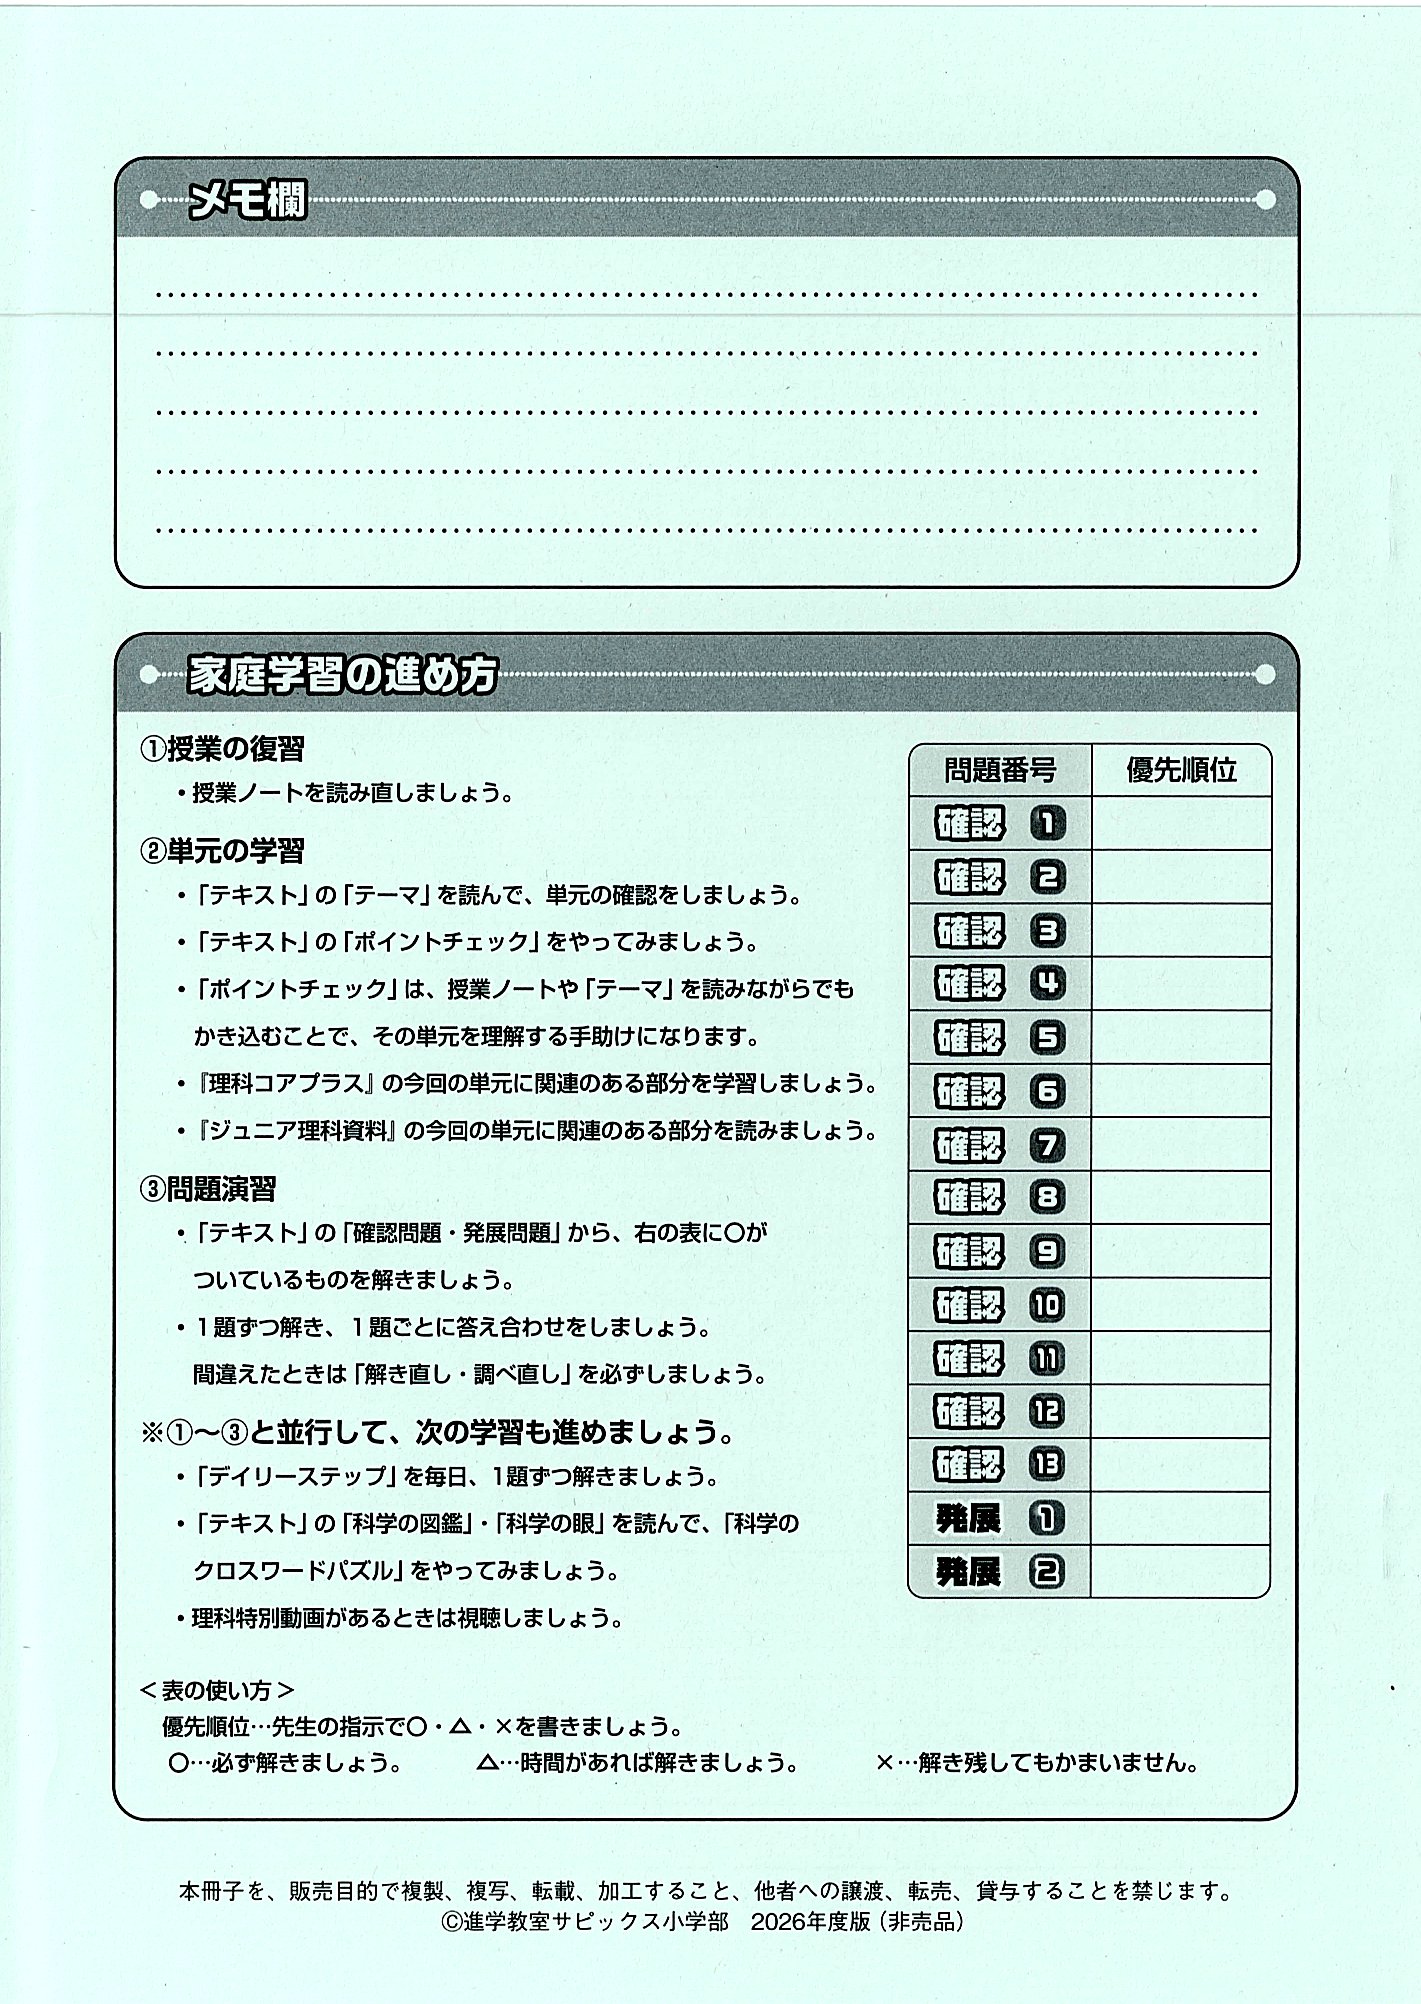 メモ欄
家庭学習の進め方
①授業の復習
・授業ノートを読み直しましょう。
②単元の学習
・「テキスト」の「テーマ」を読んで、単元の確認をしましょう。
・「テキスト」の「ポイントチェック」をやってみましょう。
・「ポイントチェック」は、授業ノートや「テーマ」を読みながらでも
かき込むことで、その単元を理解する手助けになります。
・『理科コアプラス』の今回の単元に関連のある部分を学習しましょう。
・『ジュニア理科資料』の今回の単元に関連のある部分を読みましょう。
③問題演習
・「テキスト」の「確認問題・発展問題」から、右の表に〇が
ついているものを解きましょう。
・1題ずつ解き、1題ごとに答え合わせをしましょう。
間違えたときは「解き直し・調べ直し」を必ずしましょう。
※①〜③と並行して、次の学習も進めましょう。
・「デイリーステップ」を毎日、1題ずつ解きましょう。
・「テキスト」の「科学の図鑑」・「科学の眼」を読んで、「科学の
クロスワードパズル」をやってみましょう。
・理科特別動画があるときは視聴しましょう。
問題番号 優先順位
確認 1
確認 2
確認 3
確認 4
確認 5
確認 6
確認 7
確認 8
確認 9
確認 10
確認 11
確認 12
確認 13
発展 1
発展 2
＜表の使い方＞
優先順位…先生の指示で〇・△・×を書きましょう。
〇…必ず解きましょう。 △…時間があれば解きましょう。 ×…解き残してもかまいません。
本冊子を、販売目的で複製、複写、転載、加工すること、他者への譲渡、転売、貸与することを禁じます。
©進学教室サピックス小学部 2026年度版（非売品）